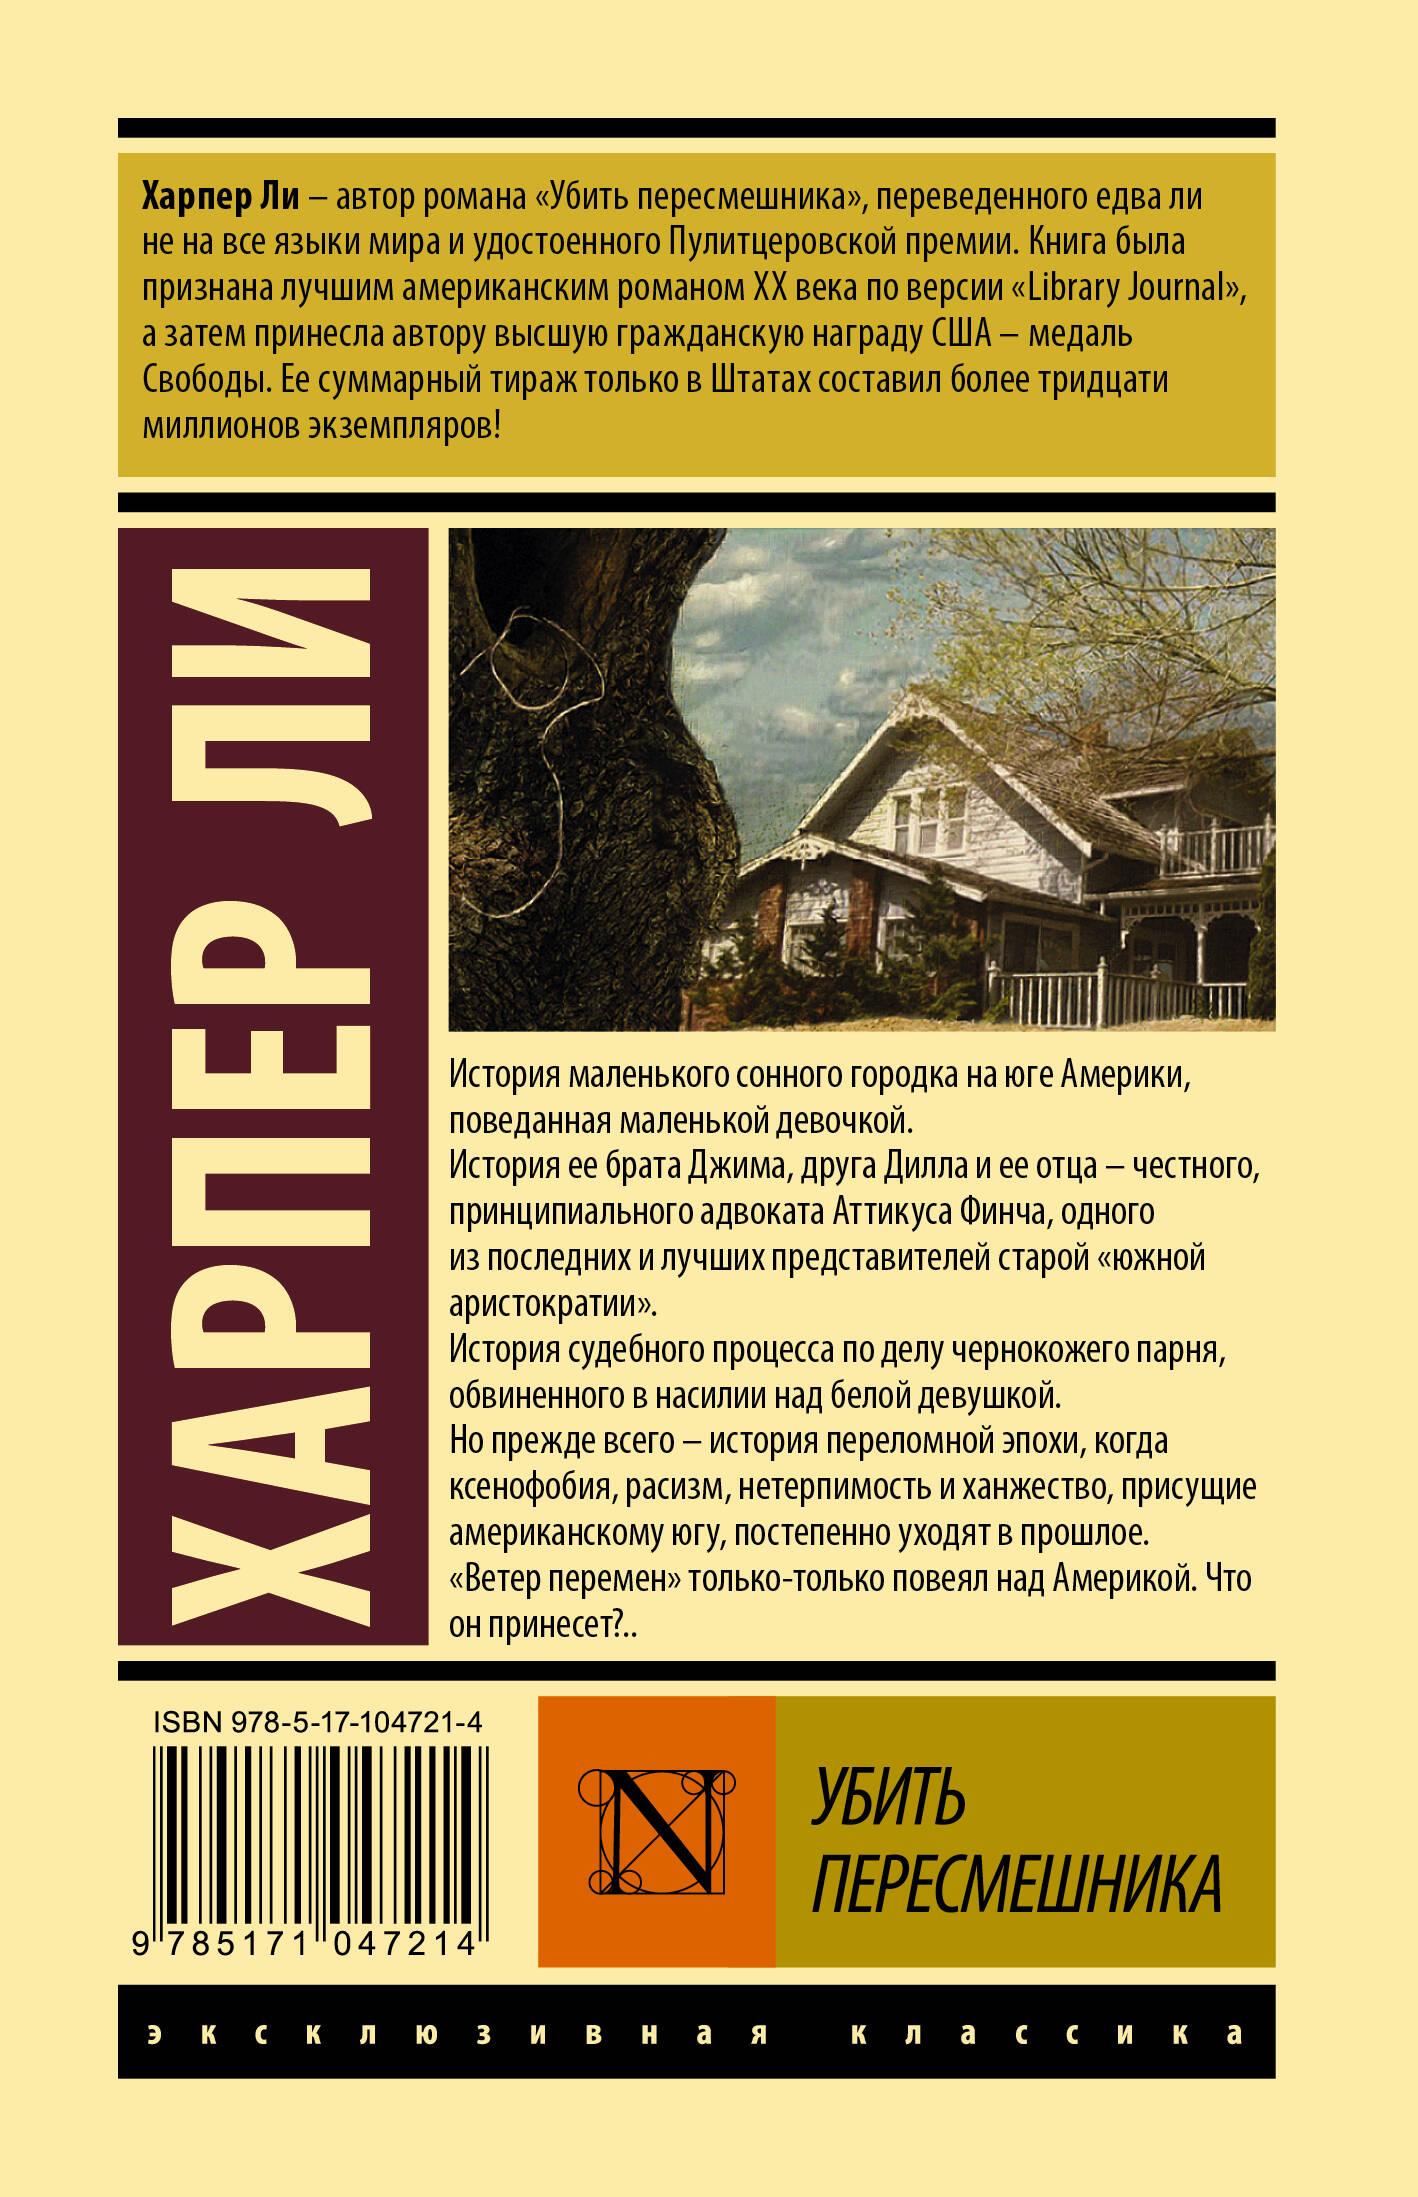 Харпер Ли – автор романа «Убить пересмешника», переведенного едва ли
не на все языки мира и удостоенного Пулитцеровской премии. Книга была
признана лучшим американским романом XX века по версии «Library Journal»,
а затем принесла автору высшую гражданскую награду США – медаль
Свободы. Ее суммарный тираж только в Штатах составил более тридцати
миллионов экземпляров!
ХАРПЕР ЛИ
История маленького сонного городка на юге Америки,
поведанная маленькой девочкой.
История ее брата Джима, друга Дилла и ее отца – честного,
принципиального адвоката Аттикуса Финча, одного
из последних и лучших представителей старой «южной
аристократии».
История судебного процесса по делу чернокожего парня,
обвиненного в насилии над белой девушкой.
Но прежде всего – история переломной эпохи, когда
ксенофобия, расизм, нетерпимость и ханжество, присущие
американскому югу, постепенно уходят в прошлое.
«Ветер перемен» только-только повеял над Америкой. Что
он принесет?..
ISBN 978-5-17-104721-4
9 785171 047214
N
УБИТЬ
ПЕРЕСМЕШНИКА
эксклюзивная классика